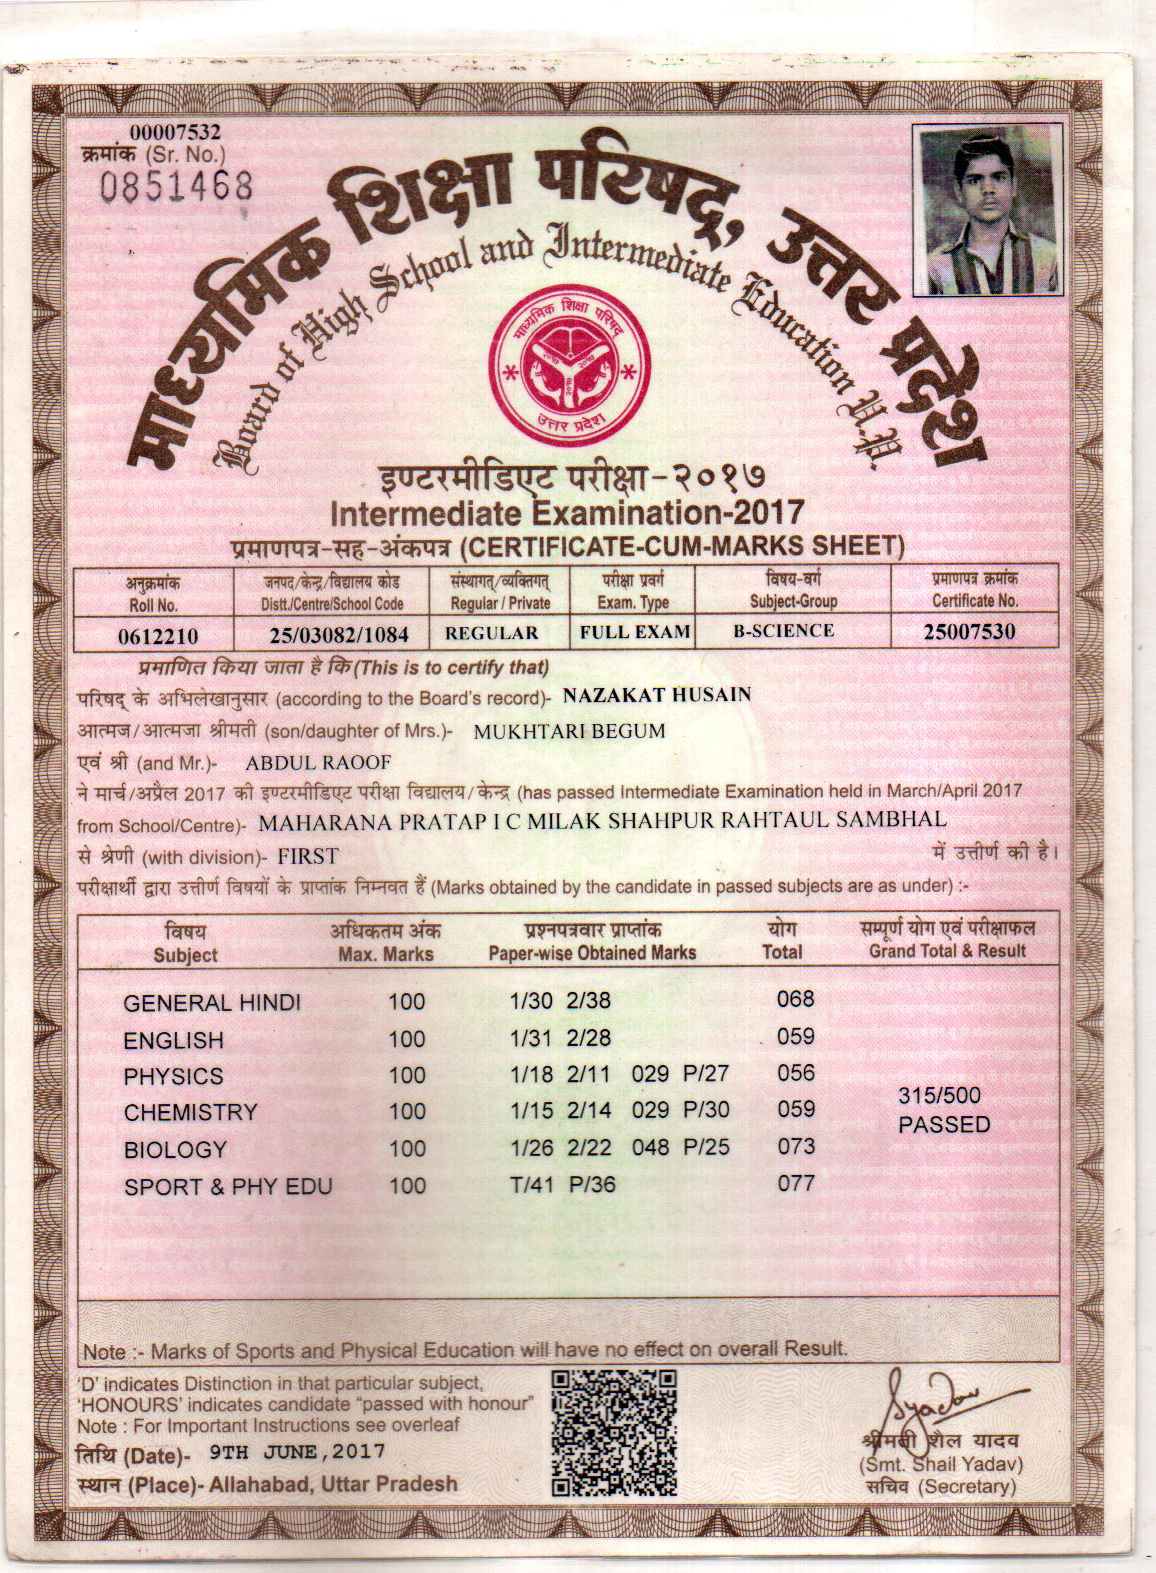 00007532
क्रमांक (Sr. No.)
0851468
माध्यमिक शिक्षा परिषद्, उत्तर प्रदेश
Board of High School and Intermediate Education U.P.
माध्यमिक शिक्षा परिषद्
उत्तर प्रदेश
इण्टरमीडिएट परीक्षा-२०१७
Intermediate Examination-2017
प्रमाणपत्र-सह-अंकपत्र (CERTIFICATE-CUM-MARKS SHEET)
अनुक्रमांक जनपद/केन्द्र/विद्यालय कोड संस्थागत्/व्यक्तिगत् परीक्षा प्रवर्ग विषय-वर्ग प्रमाणपत्र क्रमांक
Roll No. Distt./Centre/School Code Regular / Private Exam. Type Subject-Group Certificate No.
0612210 25/03082/1084 REGULAR FULL EXAM B-SCIENCE 25007530
प्रमाणित किया जाता है कि (This is to certify that)
परिषद् के अभिलेखानुसार (according to the Board's record)- NAZAKAT HUSAIN
आत्मज/आत्मजा श्रीमती (son/daughter of Mrs.)- MUKHTARI BEGUM
एवं श्री (and Mr.)- ABDUL RAOOF
ने मार्च/अप्रैल 2017 की इण्टरमीडिएट परीक्षा विद्यालय/केन्द्र (has passed Intermediate Examination held in March/April 2017
from School/Centre)- MAHARANA PRATAP I C MILAK SHAHPUR RAHTAUL SAMBHAL
से श्रेणी (with division)- FIRST में उत्तीर्ण की है।
परीक्षार्थी द्वारा उत्तीर्ण विषयों के प्राप्तांक निम्नवत हैं (Marks obtained by the candidate in passed subjects are as under) :-
विषय अधिकतम अंक प्रश्नपत्रवार प्राप्तांक योग सम्पूर्ण योग एवं परीक्षाफल
Subject Max. Marks Paper-wise Obtained Marks Total Grand Total & Result
GENERAL HINDI 100 1/30 2/38 068
ENGLISH 100 1/31 2/28 059
PHYSICS 100 1/18 2/11 029 P/27 056
315/500
CHEMISTRY 100 1/15 2/14 029 P/30 059
PASSED
BIOLOGY 100 1/26 2/22 048 P/25 073
SPORT & PHY EDU 100 T/41 P/36 077
Note :- Marks of Sports and Physical Education will have no effect on overall Result.
'D' indicates Distinction in that particular subject,
'HONOURS' indicates candidate "passed with honour"
Note : For Important Instructions see overleaf
तिथि (Date)- 9TH JUNE,2017
स्थान (Place)- Allahabad, Uttar Pradesh
Syadav
श्रीमती शैल यादव
(Smt. Shail Yadav)
सचिव (Secretary)